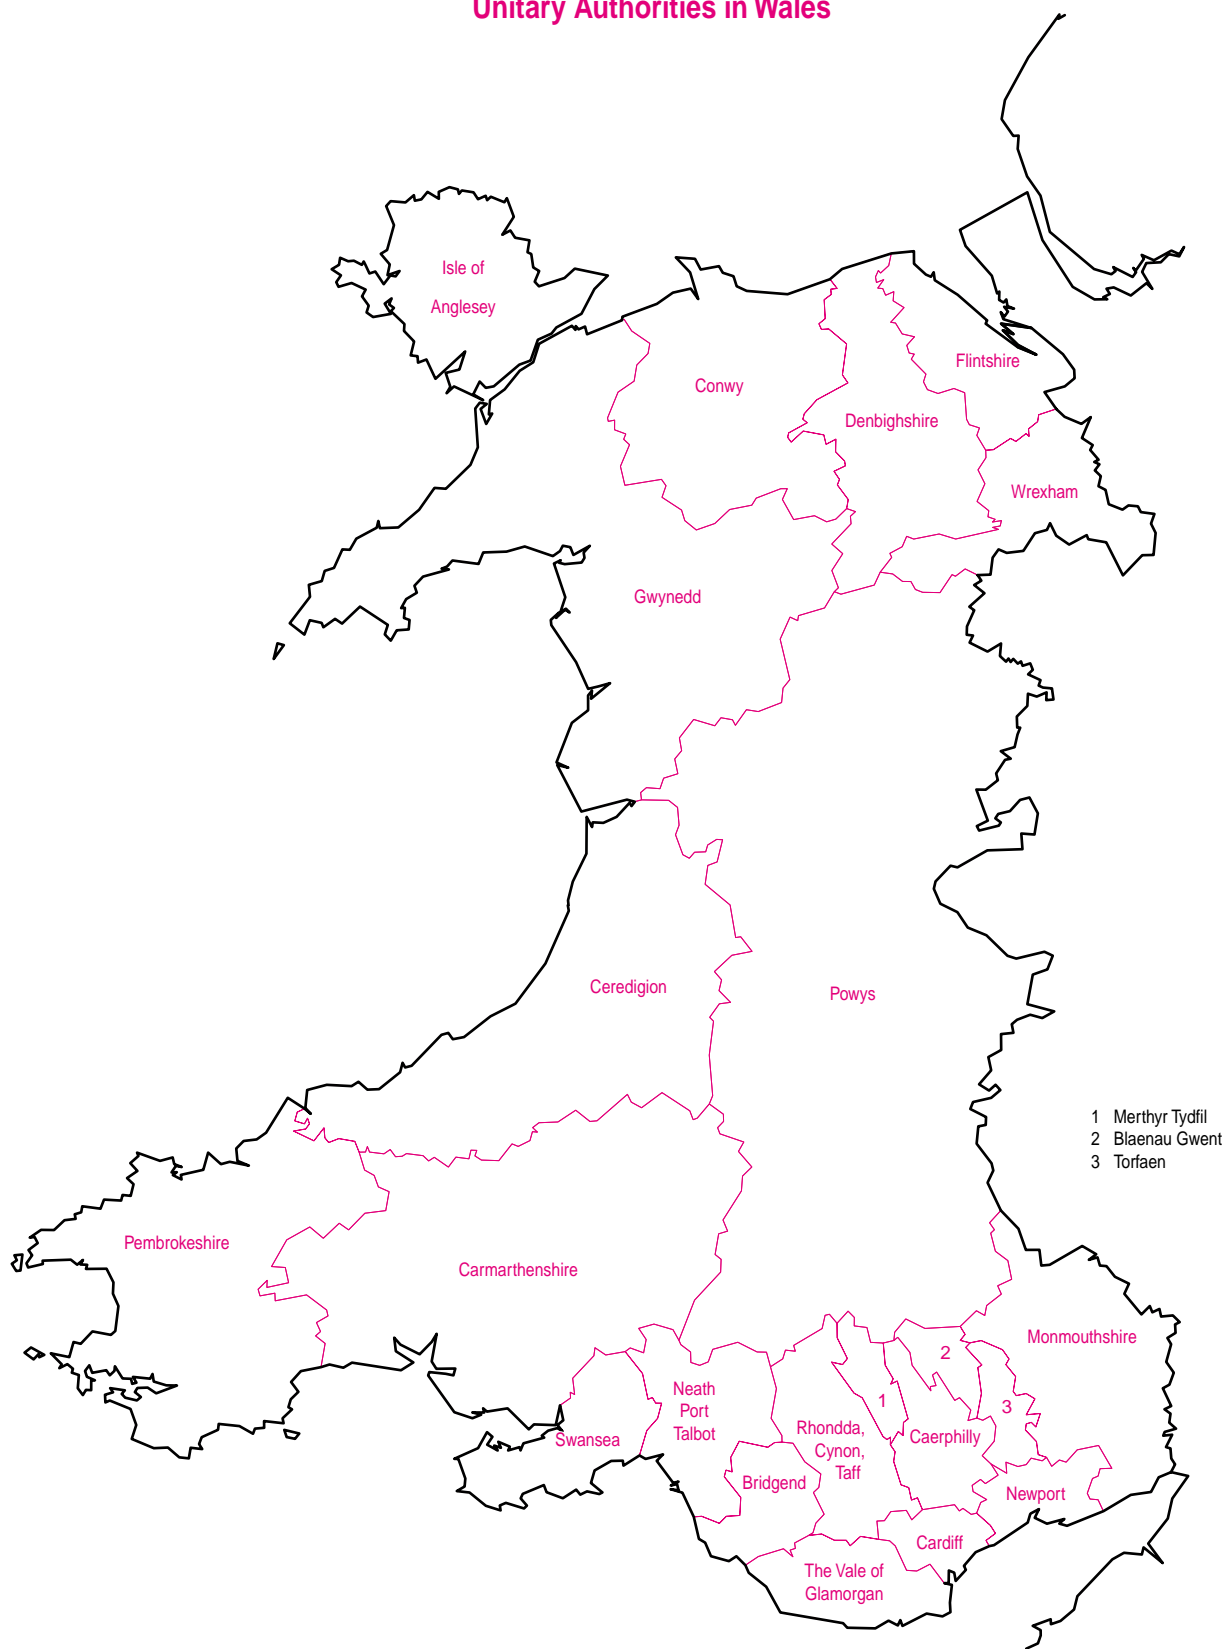 Unitary Authorities in Wales
Isle of
Anglesey
Flintshire
Conwy
Denbighshire
Wrexham
Gwynedd
Ceredigion
Powys
1 Merthyr Tydfil
2 Blaenau Gwent
3 Torfaen
Pembrokeshire
Carmarthenshire
Monmouthshire
2
Neath
Port
Talbot
1
3
Rhondda,
Cynon,
Taff
Caerphilly
Swansea
Bridgend
Newport
Cardiff
The Vale of
Glamorgan